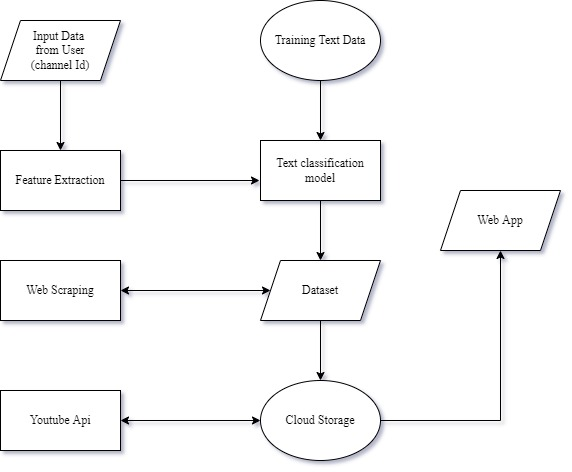 Input Data
from User
(channel Id)
Training Text Data
Feature Extraction
Text classification
model
Web App
Web Scraping
Dataset
Youtube Api
Cloud Storage